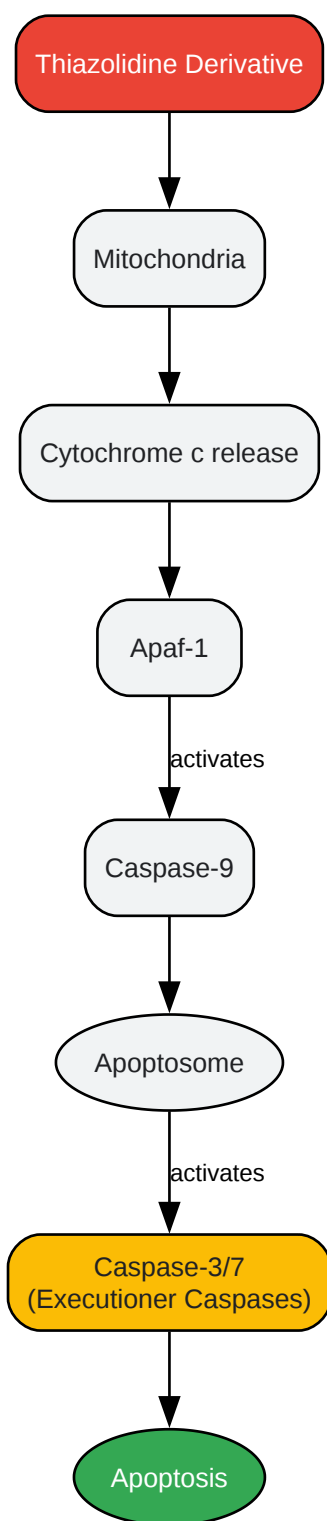 Thiazolidine Derivative
Mitochondria
Cytochrome c release
Apaf-1
activates
Caspase-9
Apoptosome
activates
Caspase-3/7
(Executioner Caspases)
Apoptosis